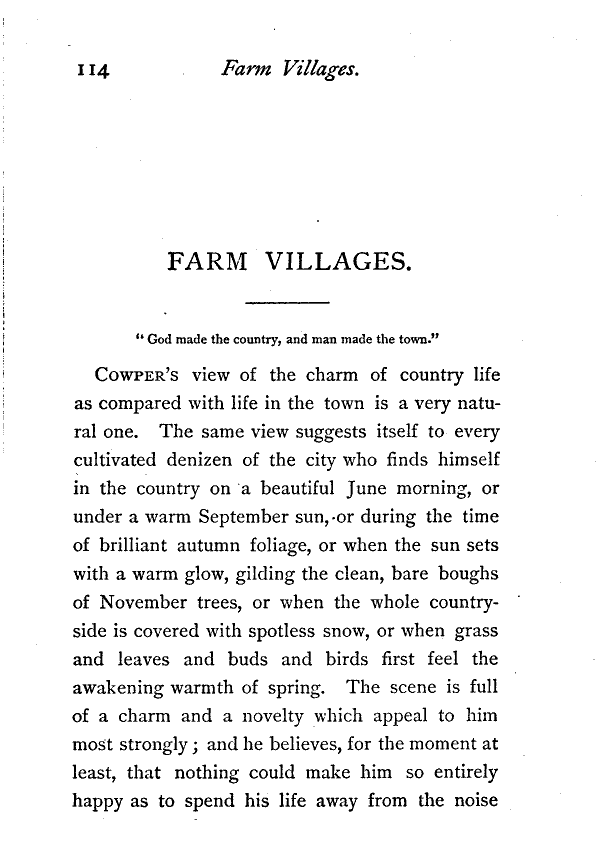 114 Farm Villages.
FARM VILLAGES.
“ God made the country, and man made the town.”
COWPER’S view of the charm of country life
as compared with life in the town is a very natu-
ral one. The same view suggests itself to every
cultivated denizen of the city who finds himself
in the country on a beautiful June morning, or
under a warm September sun, or during the time
of brilliant autumn foliage, or when the sun sets
with a warm glow, gilding the clean, bare boughs
of November trees, or when the whole country-
side is covered with spotless snow, or when grass
and leaves and buds and birds first feel the
awakening warmth of spring. The scene is full
of a charm and a novelty which appeal to him
most strongly ; and he believes, for the moment at
least, that nothing could make him so entirely
happy as to spend his life away from the noise